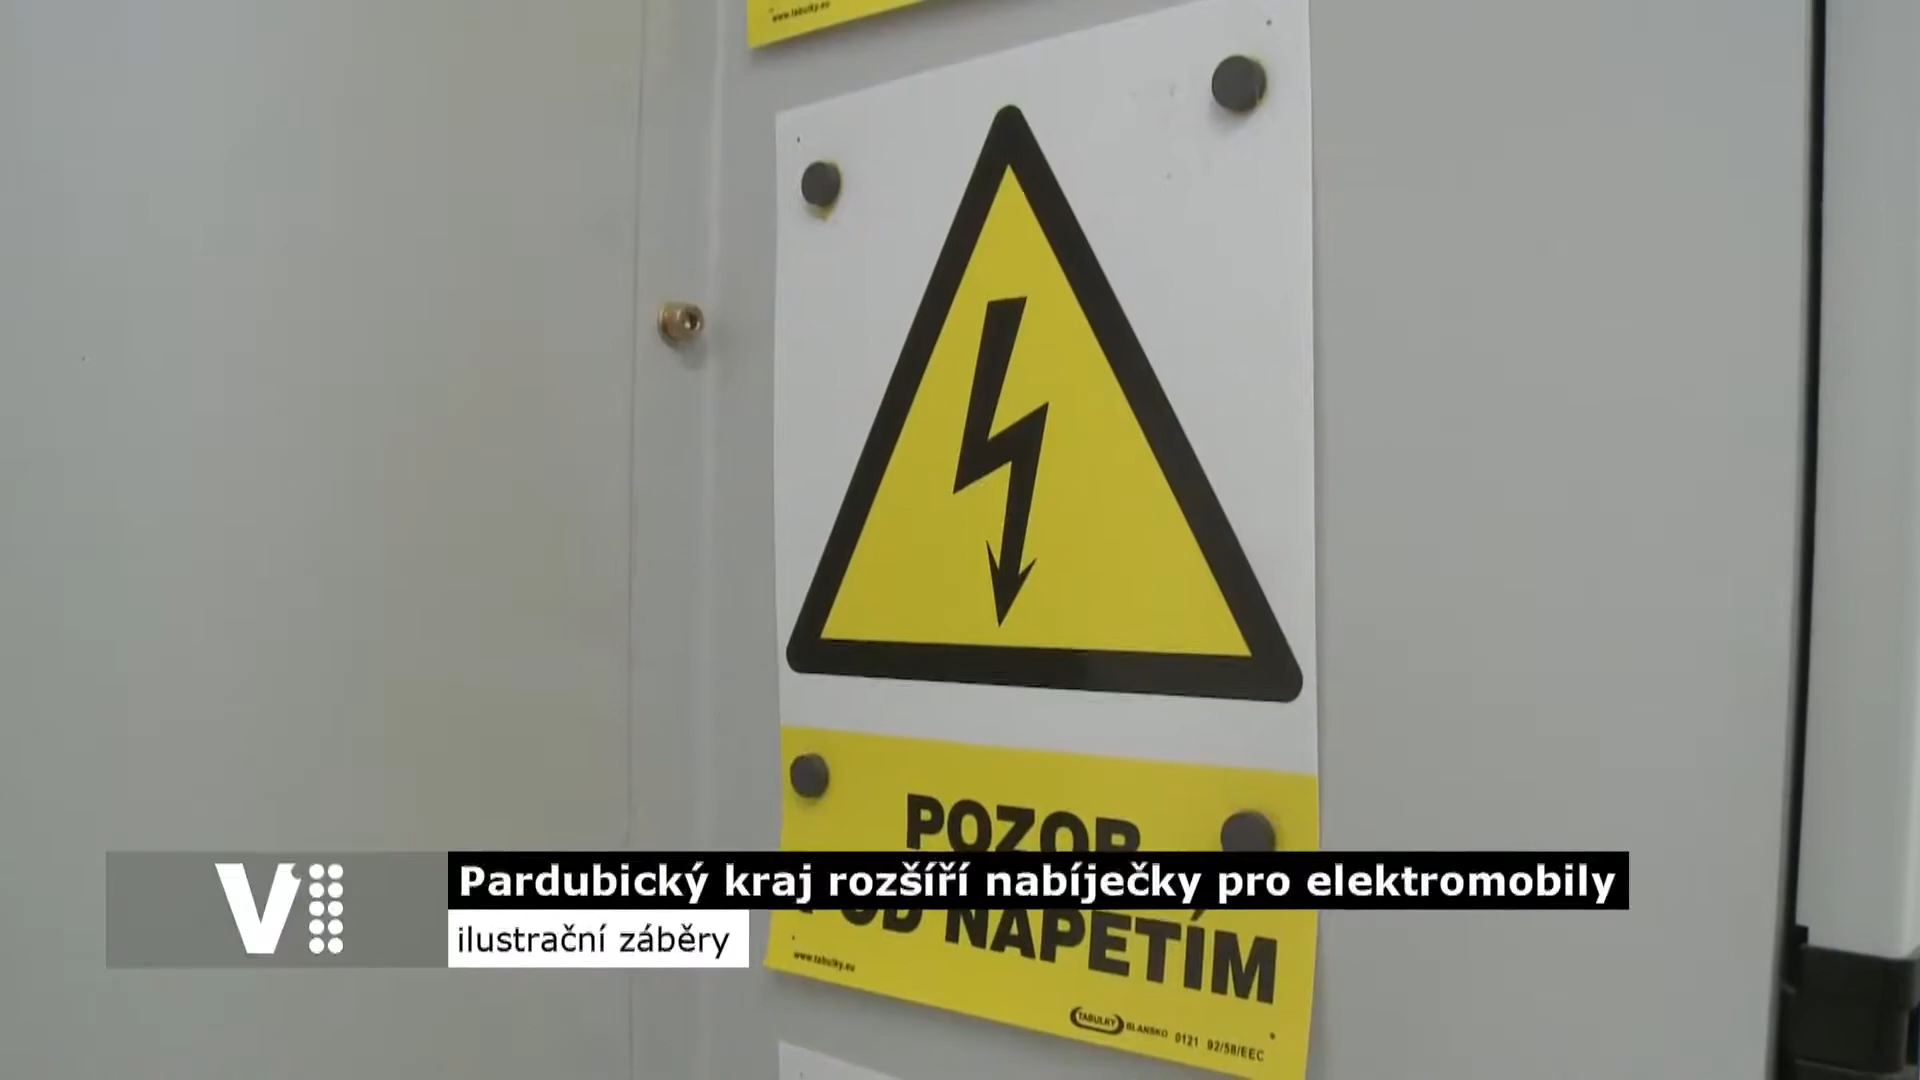 www.tabulky.eu
POZOR
Pardubický kraj rozšíří nabíječky pro elektromobily
POD NAPĚTÍM
ilustrační záběry
www.tabulky.eu
TABULKY BLANSKO 0121 92/58/EEC